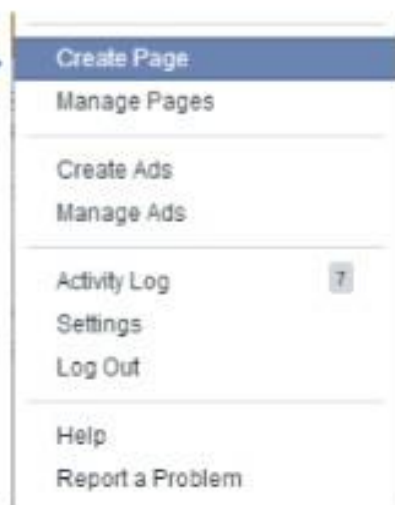 Create Page
Manage Pages
Create Ads
Manage Ads
Activity Log 7
Settings
Log Out
Help
Report a Problem